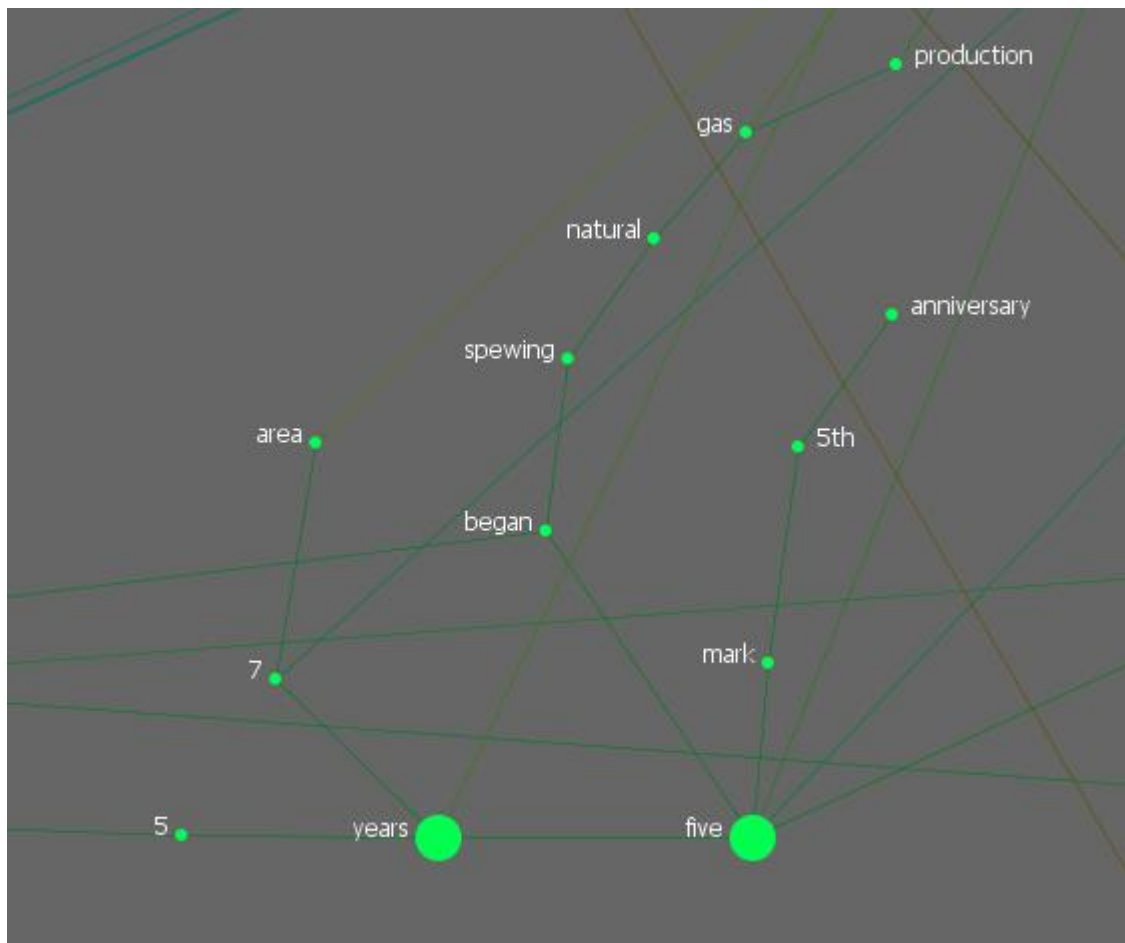 production
gas
natural
anniversary
spewing
area
5th
began
mark
7
5
years
five